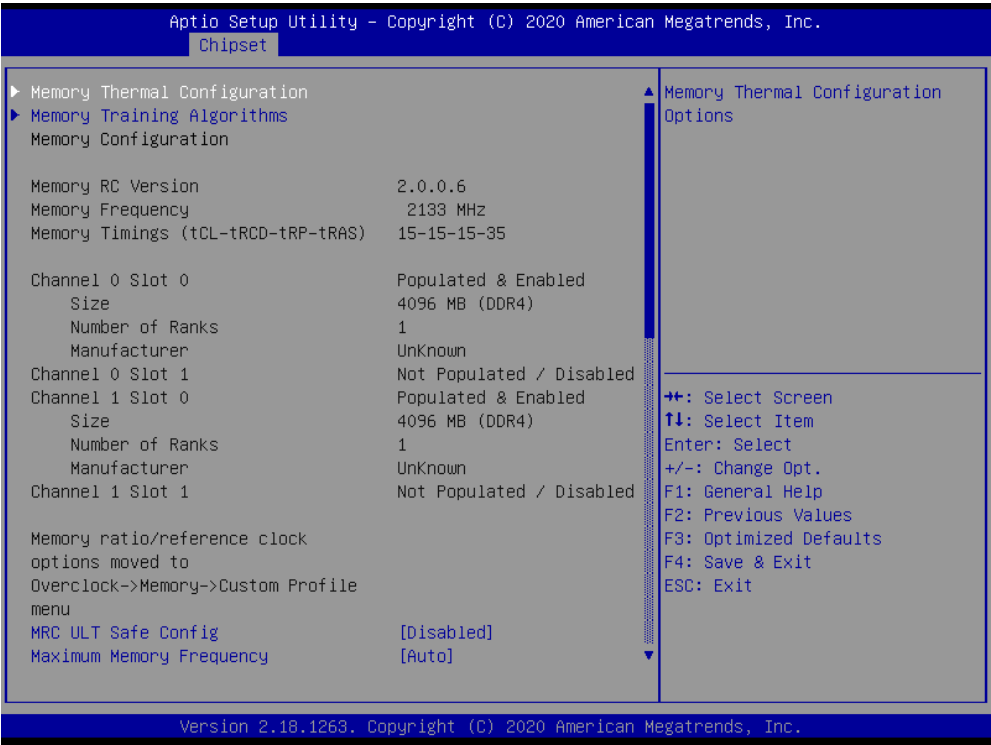 Aptio Setup Utility – Copyright (C) 2020 American Megatrends, Inc.
Chipset
Memory Thermal Configuration
Memory Training Algorithms
Memory Configuration
Memory RC Version 2.0.0.6
Memory Frequency 2133 MHz
Memory Timings (tCL-tRCD-tRP-tRAS) 15-15-15-35
Channel 0 Slot 0 Populated & Enabled
Size 4096 MB (DDR4)
Number of Ranks 1
Manufacturer UnKnown
Channel 0 Slot 1 Not Populated / Disabled
Channel 1 Slot 0 Populated & Enabled
Size 4096 MB (DDR4)
Number of Ranks 1
Manufacturer UnKnown
Channel 1 Slot 1 Not Populated / Disabled
Memory ratio/reference clock
options moved to
Overclock->Memory->Custom Profile
menu
MRC ULT Safe Config [Disabled]
Maximum Memory Frequency [Auto]
Memory Thermal Configuration
Options
→←: Select Screen
↑↓: Select Item
Enter: Select
+/-: Change Opt.
F1: General Help
F2: Previous Values
F3: Optimized Defaults
F4: Save & Exit
ESC: Exit
Version 2.18.1263. Copyright (C) 2020 American Megatrends, Inc.